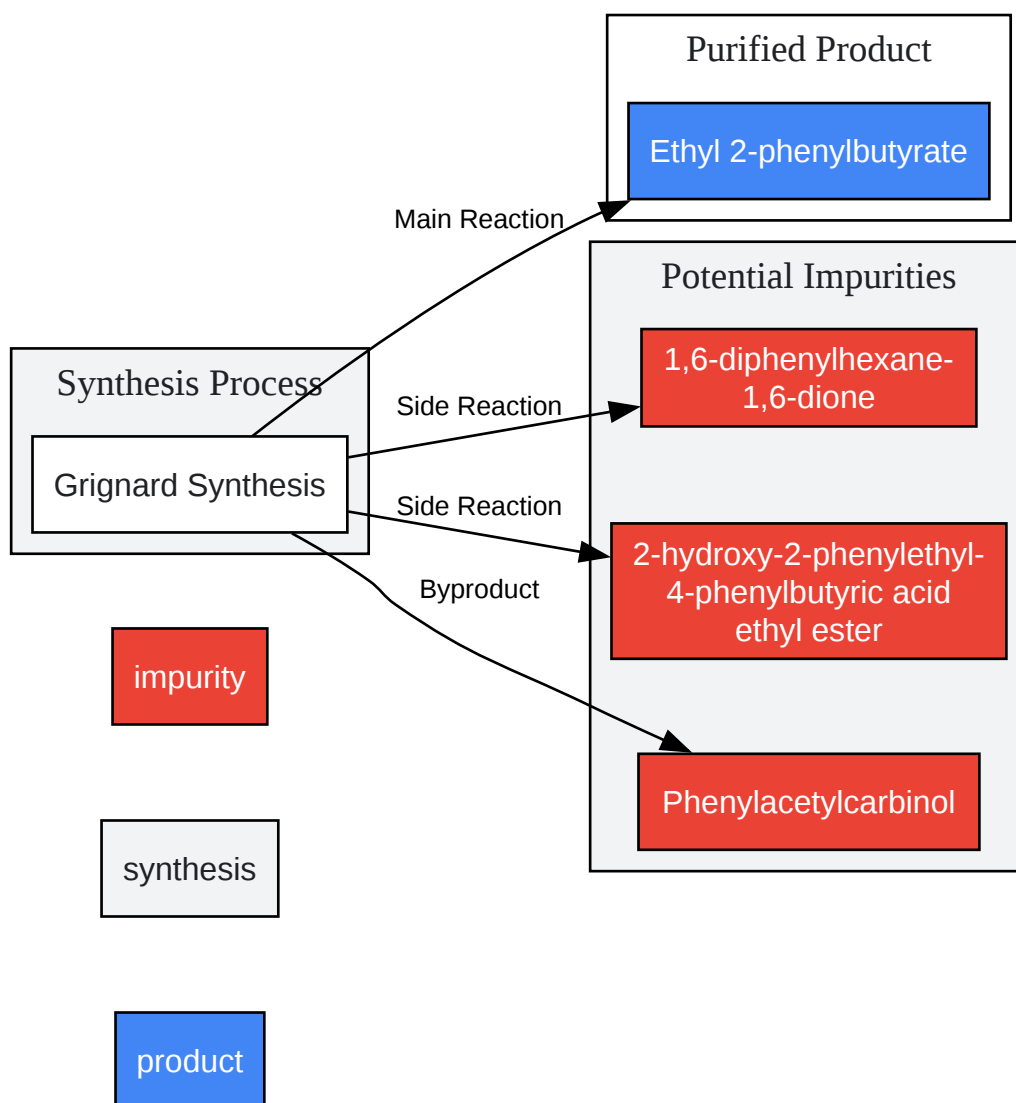 Purified Product
Ethyl 2-phenylbutyrate
Main Reaction
Potential Impurities
1,6-diphenylhexane-
1,6-dione
Synthesis Process
Side Reaction
Grignard Synthesis
Side Reaction
2-hydroxy-2-phenylethyl-
4-phenylbutyric acid
ethyl ester
Byproduct
impurity
Phenylacetylcarbinol
synthesis
product